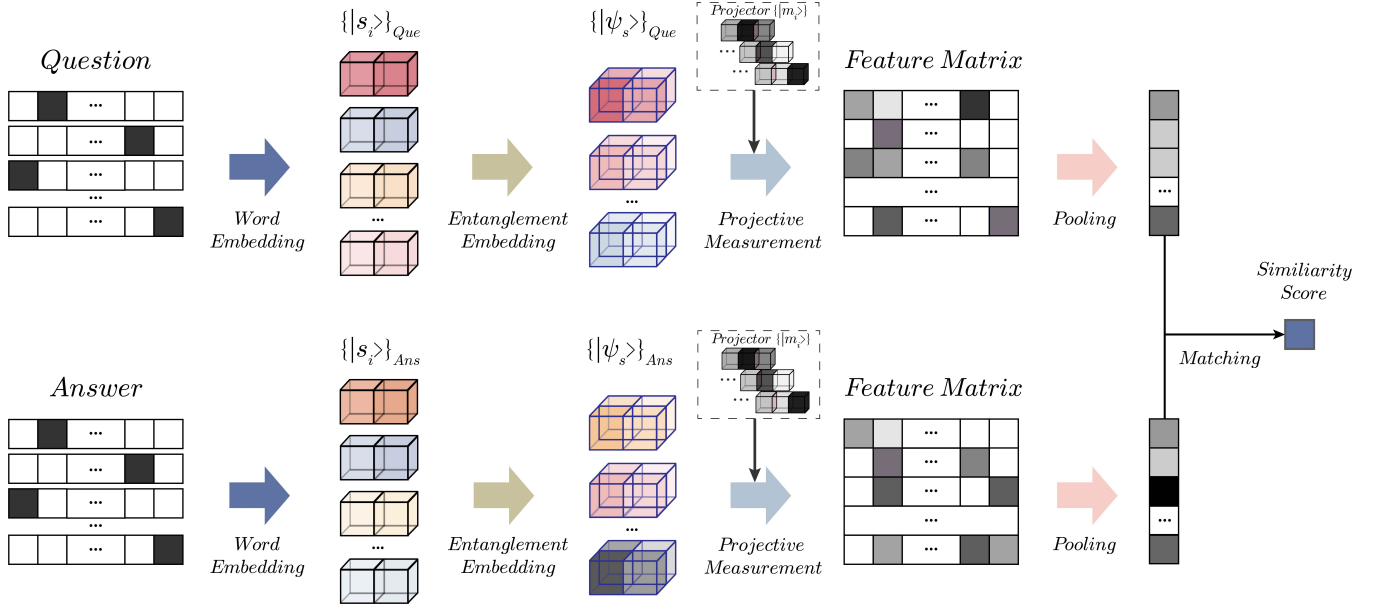 Question
...
...
...
...
...
Word
Embedding
{|s_i>}_Que
...
Entanglement
Embedding
{|ψ_s>}_Que
...
Projector {|m_i>}
...
...
Projective
Measurement
Feature Matrix
...
...
...
...
...
Pooling
...
Answer
...
...
...
...
...
Word
Embedding
{|s_i>}_Ans
...
Entanglement
Embedding
{|ψ_s>}_Ans
...
Projector {|m_i>}
...
...
Projective
Measurement
Feature Matrix
...
...
...
...
...
Pooling
...
Similiarity
Score
Matching